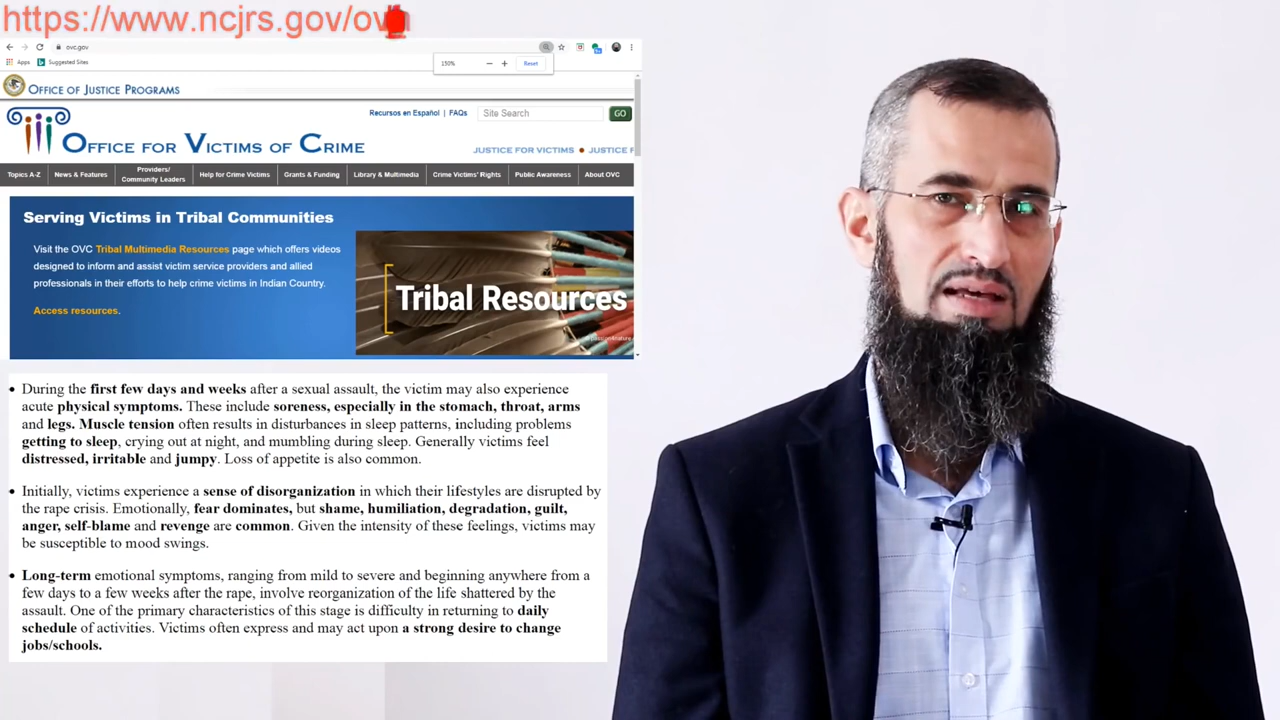 https://www.ncjrs.gov/ov
ovc.gov
Apps Suggested Sites
150% − + Reset
OFFICE OF JUSTICE PROGRAMS
Recursos en Español | FAQs Site Search GO
OFFICE FOR VICTIMS OF CRIME
JUSTICE FOR VICTIMS • JUSTICE F
Topics A-Z News & Features Providers/ Community Leaders Help for Crime Victims Grants & Funding Library & Multimedia Crime Victims' Rights Public Awareness About OVC
Serving Victims in Tribal Communities
Visit the OVC Tribal Multimedia Resources page which offers videos
designed to inform and assist victim service providers and allied
professionals in their efforts to help crime victims in Indian Country.
Access resources.
Tribal Resources
• During the first few days and weeks after a sexual assault, the victim may also experience
acute physical symptoms. These include soreness, especially in the stomach, throat, arms
and legs. Muscle tension often results in disturbances in sleep patterns, including problems
getting to sleep, crying out at night, and mumbling during sleep. Generally victims feel
distressed, irritable and jumpy. Loss of appetite is also common.
• Initially, victims experience a sense of disorganization in which their lifestyles are disrupted by
the rape crisis. Emotionally, fear dominates, but shame, humiliation, degradation, guilt,
anger, self-blame and revenge are common. Given the intensity of these feelings, victims may
be susceptible to mood swings.
• Long-term emotional symptoms, ranging from mild to severe and beginning anywhere from a
few days to a few weeks after the rape, involve reorganization of the life shattered by the
assault. One of the primary characteristics of this stage is difficulty in returning to daily
schedule of activities. Victims often express and may act upon a strong desire to change
jobs/schools.